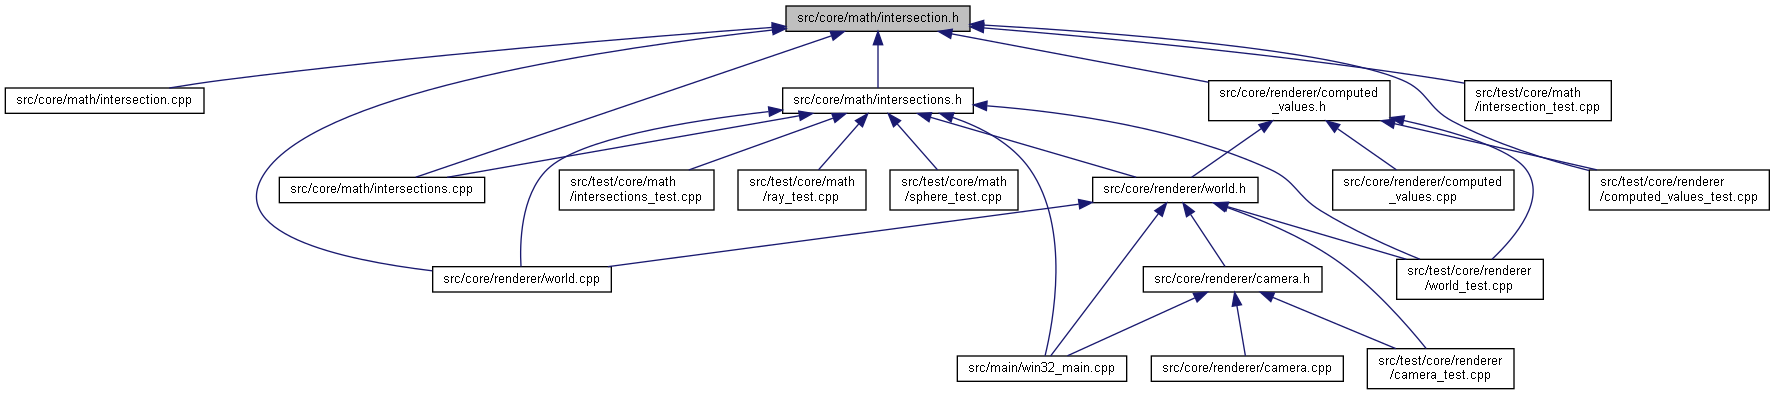 src/core/math/intersection.h
src/core/math/intersection.cpp
src/core/math/intersections.h
src/core/renderer/computed
_values.h
src/test/core/math
/intersection_test.cpp
src/core/math/intersections.cpp
src/test/core/math
/intersections_test.cpp
src/test/core/math
/ray_test.cpp
src/test/core/math
/sphere_test.cpp
src/core/renderer/world.h
src/core/renderer/computed
_values.cpp
src/test/core/renderer
/computed_values_test.cpp
src/core/renderer/world.cpp
src/core/renderer/camera.h
src/test/core/renderer
/world_test.cpp
src/main/win32_main.cpp
src/core/renderer/camera.cpp
src/test/core/renderer
/camera_test.cpp